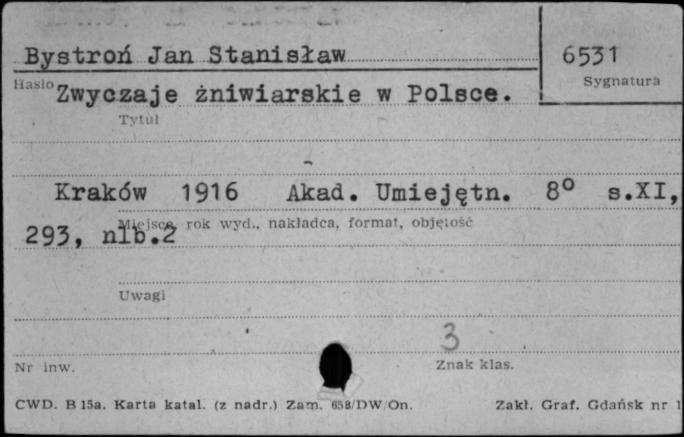 Bystroń Jan Stanisław
6531
Hasło
Sygnatura
Zwyczaje żniwiarskie w Polsce.
Tytuł
Kraków 1916 Akad. Umiejętn. 8° s.XI,
Miejsce, rok wyd., nakładca, format, objętość
293, nlb.2
Uwagi
3
Nr inw.
Znak klas.
CWD. B 15a. Karta katal. (z nadr.) Zam. 658/DW/On.
Zakł. Graf. Gdańsk nr 1